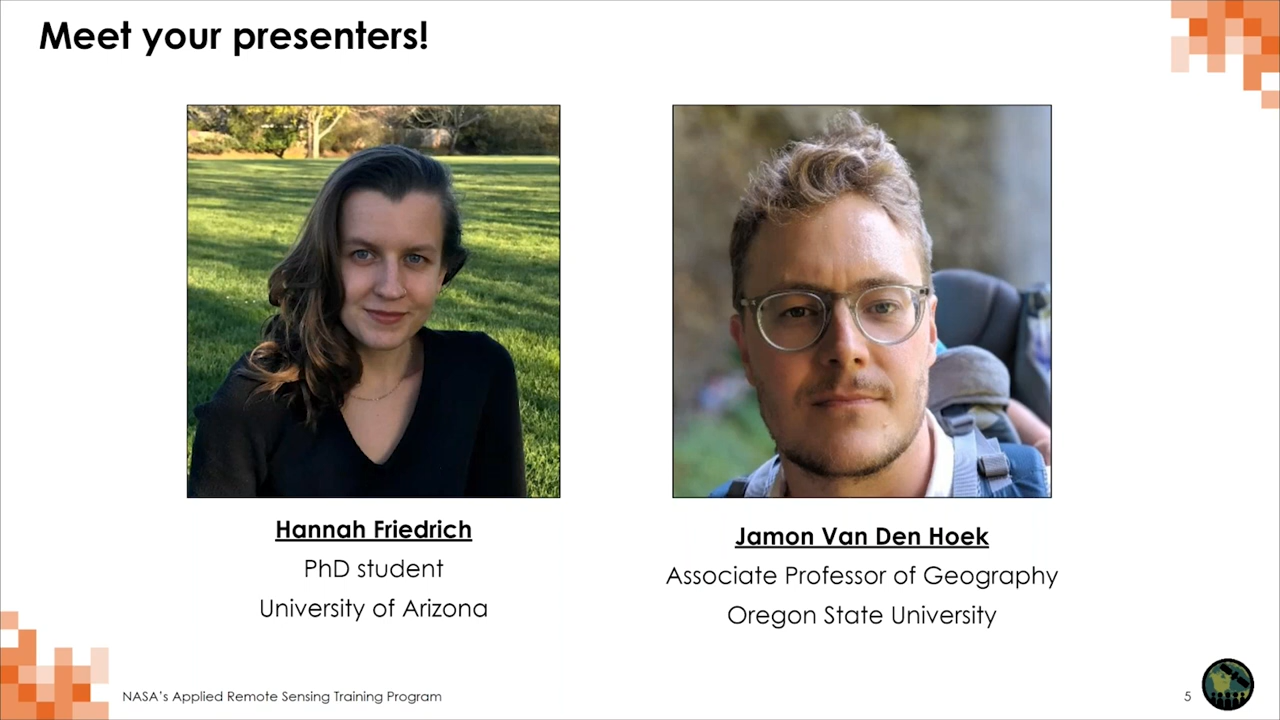 Meet your presenters!
Hannah Friedrich
PhD student
University of Arizona
Jamon Van Den Hoek
Associate Professor of Geography
Oregon State University
NASA's Applied Remote Sensing Training Program
5